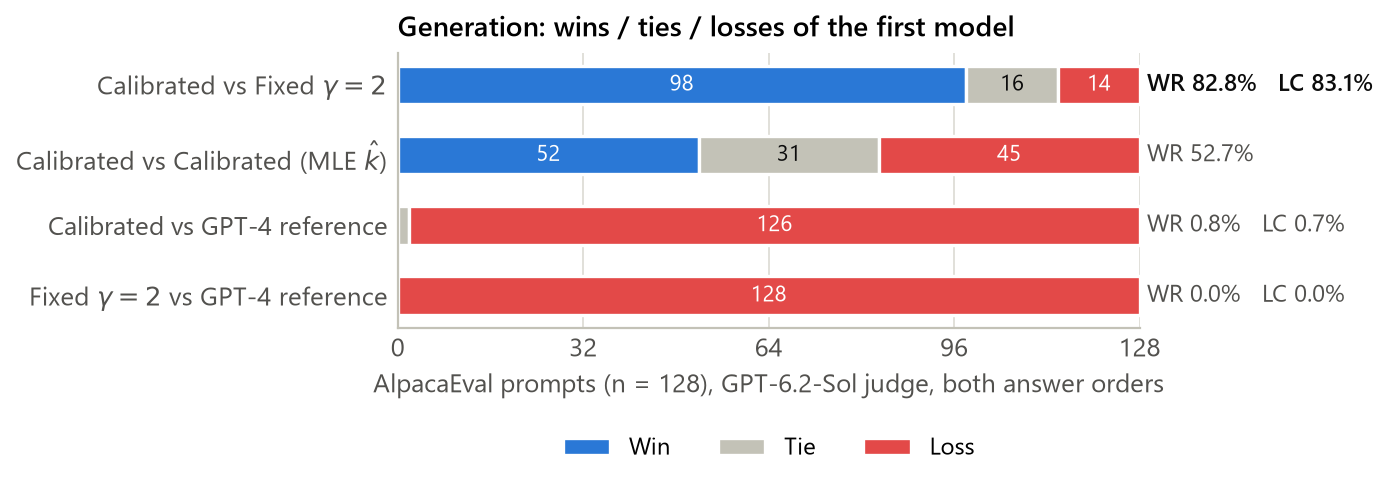 Generation: wins / ties / losses of the first model
Calibrated vs Fixed γ = 2 98 16 14 WR 82.8% LC 83.1%
Calibrated vs Calibrated (MLE k̂) 52 31 45 WR 52.7%
Calibrated vs GPT-4 reference 126 WR 0.8% LC 0.7%
Fixed γ = 2 vs GPT-4 reference 128 WR 0.0% LC 0.0%
0 32 64 96 128
AlpacaEval prompts (n = 128), GPT-6.2-Sol judge, both answer orders
Win Tie Loss